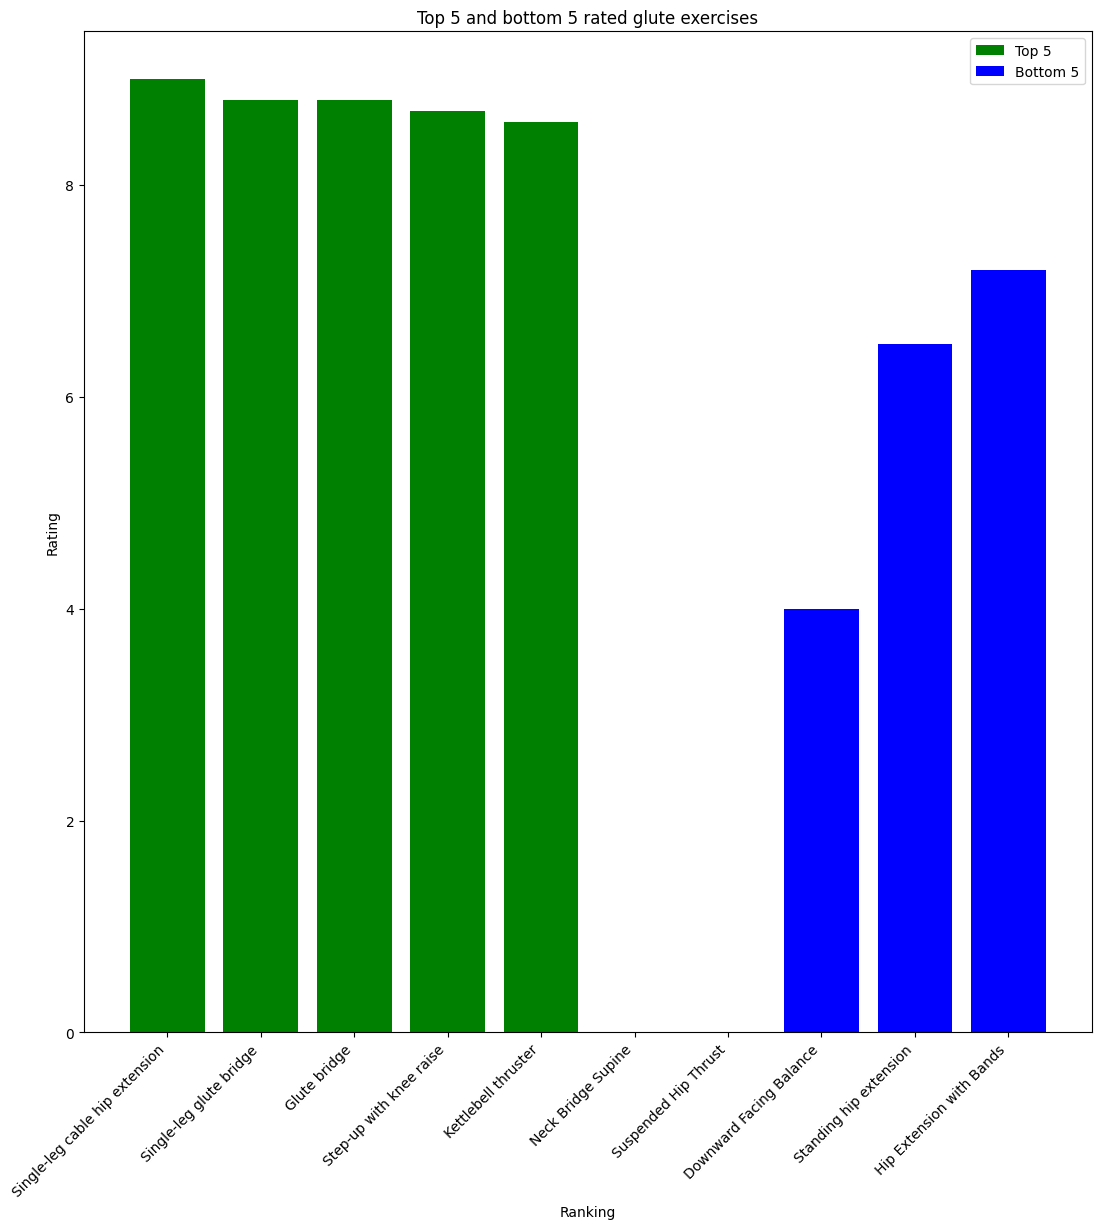 Top 5 and bottom 5 rated glute exercises
Top 5
Bottom 5
Rating
8
6
4
2
0
Single-leg cable hip extension
Single-leg glute bridge
Glute bridge
Step-up with knee raise
Kettlebell thruster
Neck Bridge Supine
Suspended Hip Thrust
Downward Facing Balance
Standing hip extension
Hip Extension with Bands
Ranking